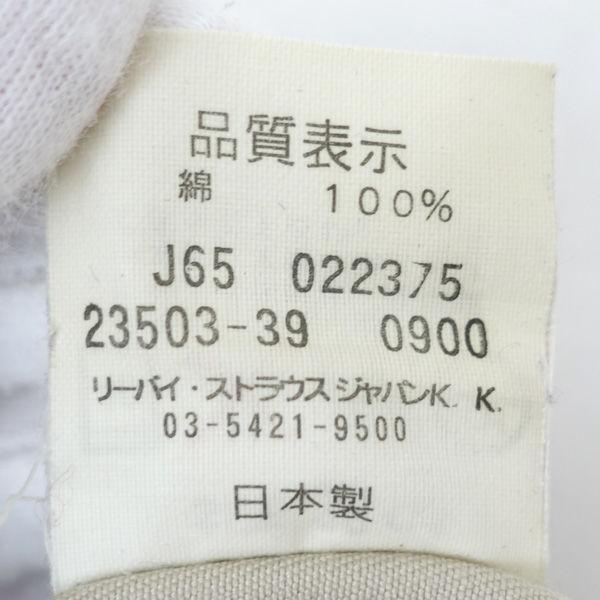 品質表示
綿 100%
J65 022375
23503-39 0900
リーバイ・ストラウスジャパンK. K.
03-5421-9500
日本製